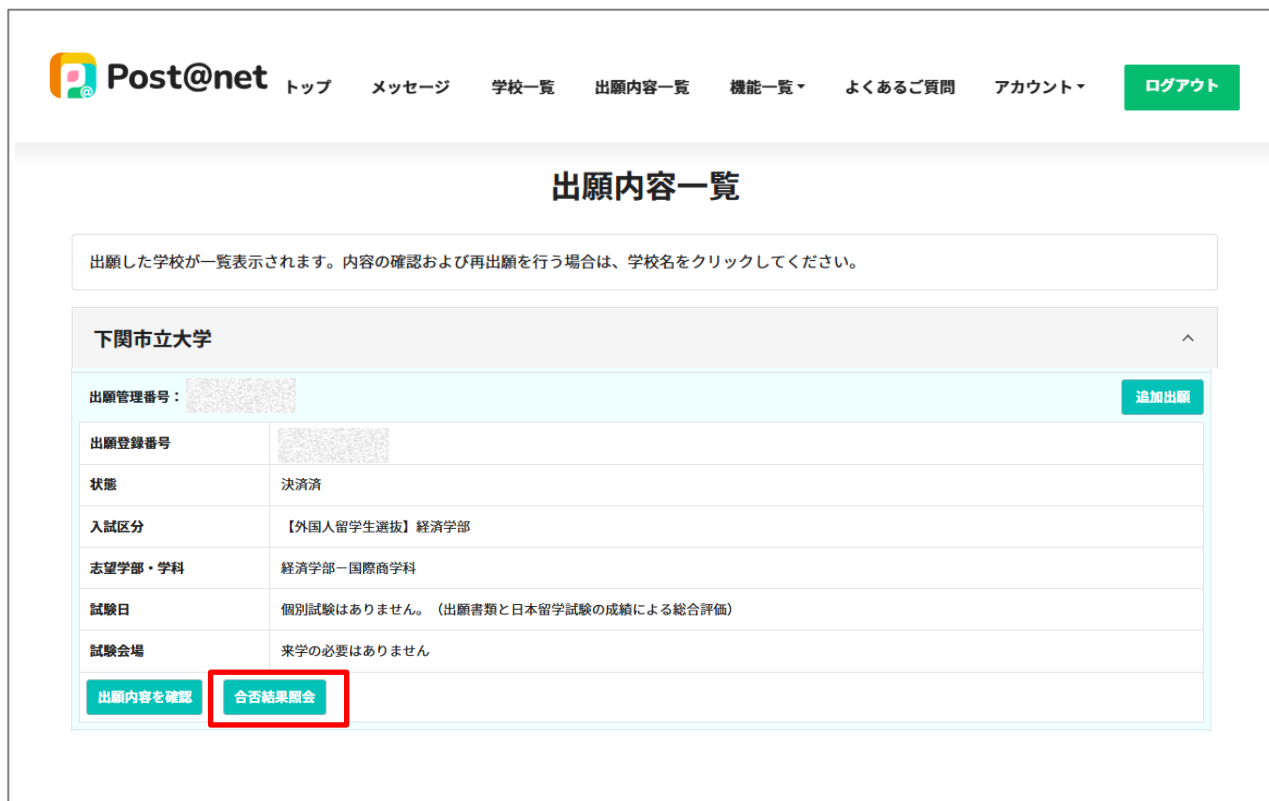 Post@net トップ メッセージ 学校一覧 出願内容一覧 機能一覧 よくあるご質問 アカウント ログアウト
出願内容一覧
出願した学校が一覧表示されます。内容の確認および再出願を行う場合は、学校名をクリックしてください。
下関市立大学
出願管理番号： 追加出願
出願登録番号
状態 決済済
入試区分 【外国人留学生選抜】経済学部
志望学部・学科 経済学部－国際商学科
試験日 個別試験はありません。（出願書類と日本留学試験の成績による総合評価）
試験会場 来学の必要はありません
出願内容を確認 合否結果照会